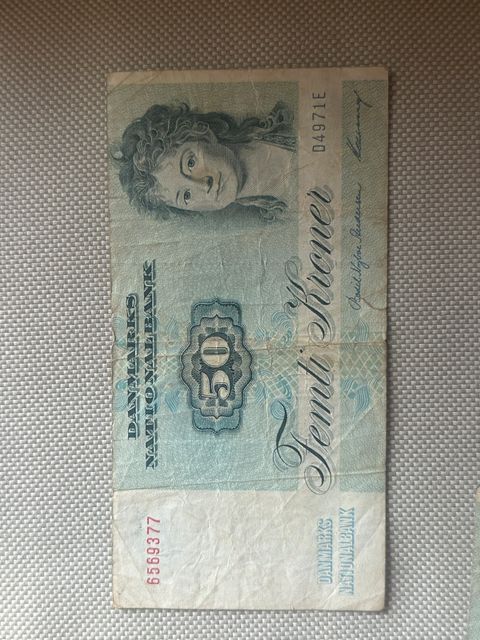 6569377
DANMARKS
NATIONALBANK
50
Femti Kroner
DANMARKS
NATIONALBANK
D4971E